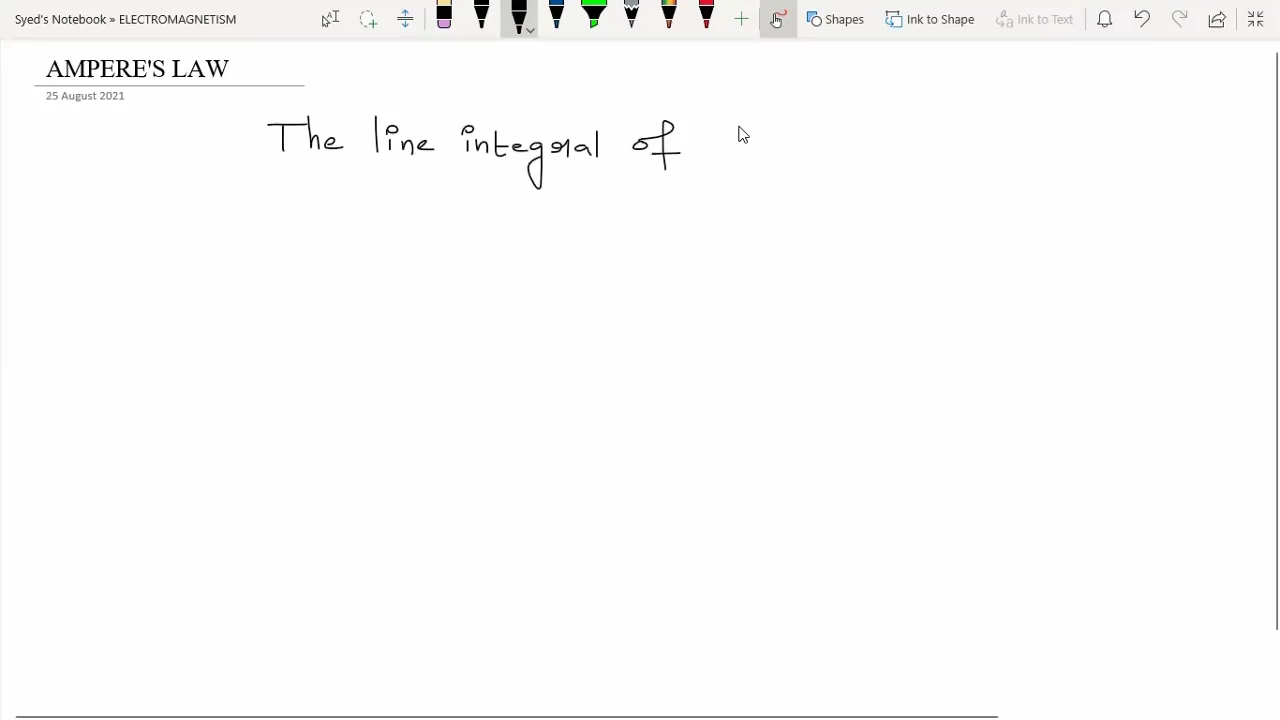 Syed's Notebook » ELECTROMAGNETISM
Shapes
Ink to Shape
Ink to Text
AMPERE'S LAW
25 August 2021
The line integral of